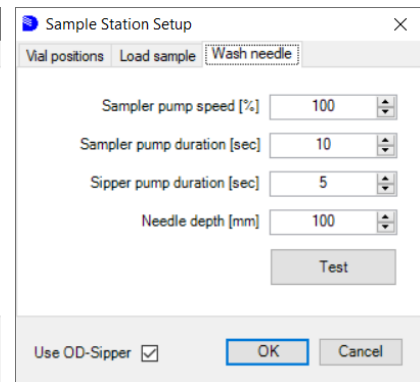 Sample Station Setup
Vial positions Load sample Wash needle
Sampler pump speed [%] 100
Sampler pump duration [sec] 10
Sipper pump duration [sec] 5
Needle depth [mm] 100
Test
Use OD-Sipper OK Cancel